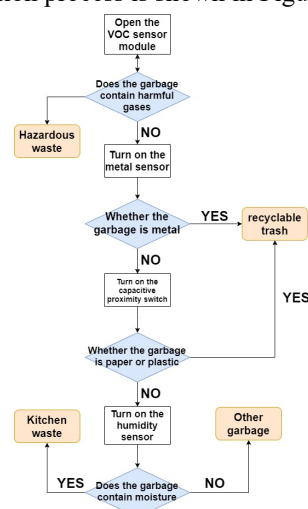 Open the
VOC sensor
module
Does the garbage
contain harmful
gases
Hazardous
waste
NO
Turn on the
metal sensor
Whether the
garbage is metal
YES
recyclable
trash
NO
Turn on the
capacitive
proximity switch
YES
Whether the garbage
is paper or plastic
NO
Kitchen
waste
Turn on the
humidity
sensor
Other
garbage
YES
Does the garbage
contain moisture
NO